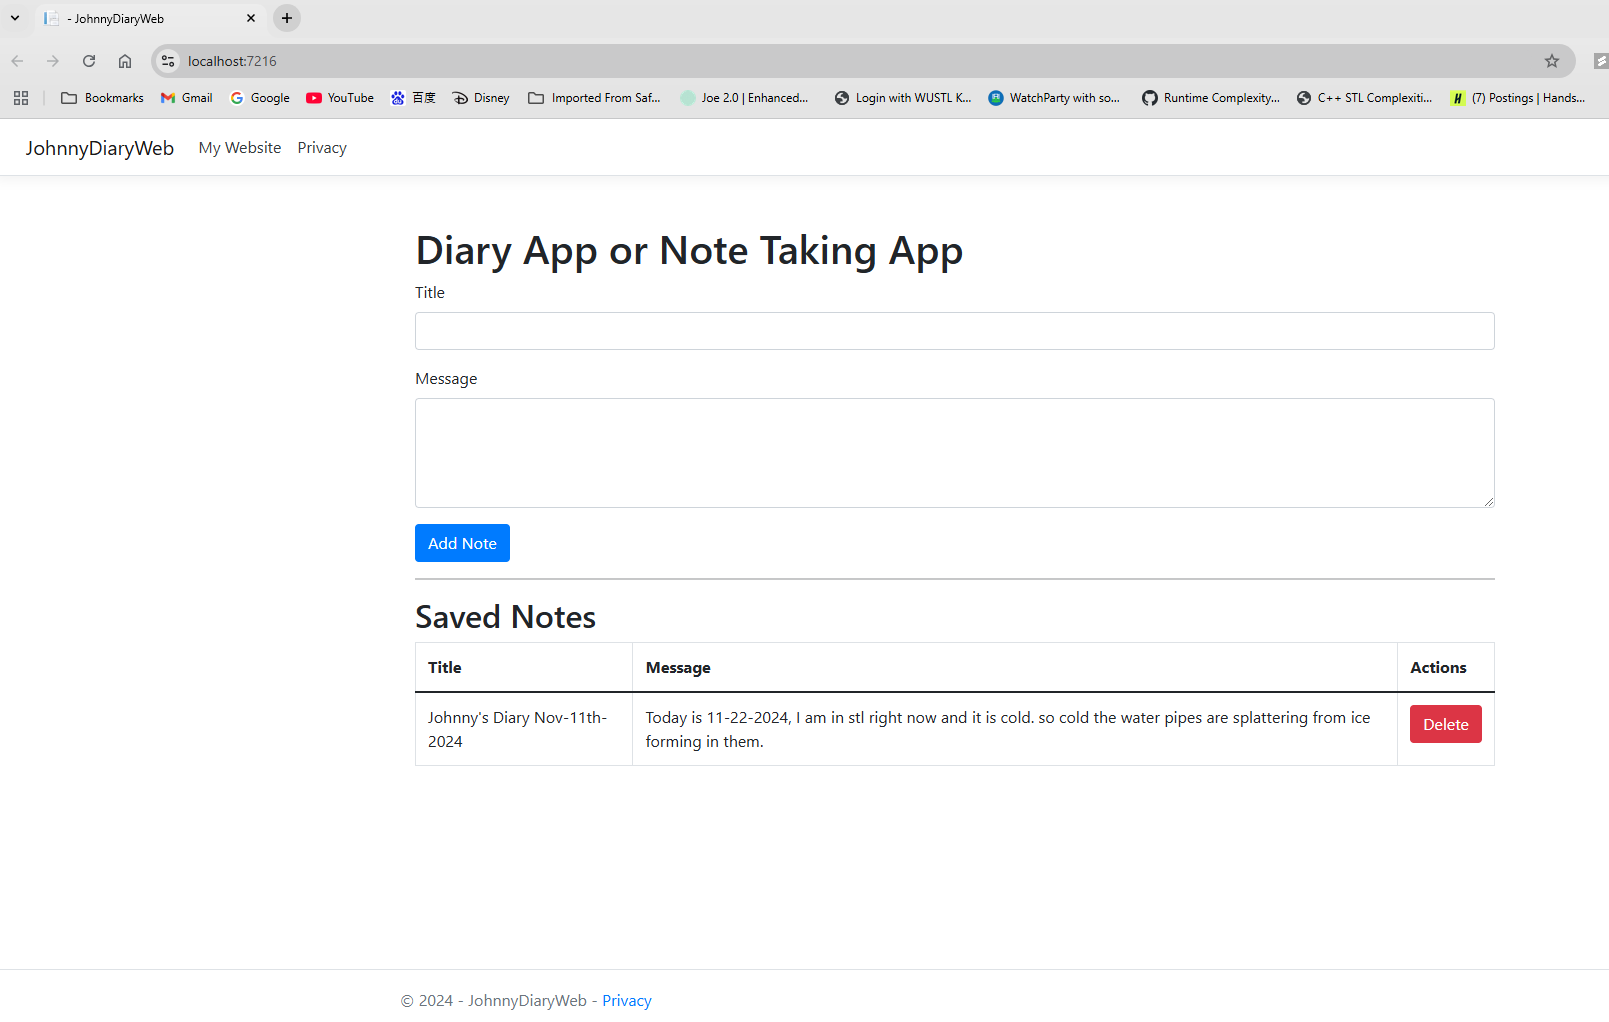 - JohnnyDiaryWeb
localhost:7216
Bookmarks Gmail Google YouTube 百度 Disney Imported From Saf... Joe 2.0 | Enhanced... Login with WUSTL K... WatchParty with so... Runtime Complexity... C++ STL Complexiti... (7) Postings | Hands...
JohnnyDiaryWeb My Website Privacy
Diary App or Note Taking App
Title
Message
Add Note
Saved Notes
Title Message Actions
Johnny's Diary Nov-11th-
2024
Today is 11-22-2024, I am in stl right now and it is cold. so cold the water pipes are splattering from ice
forming in them.
Delete
© 2024 - JohnnyDiaryWeb - Privacy